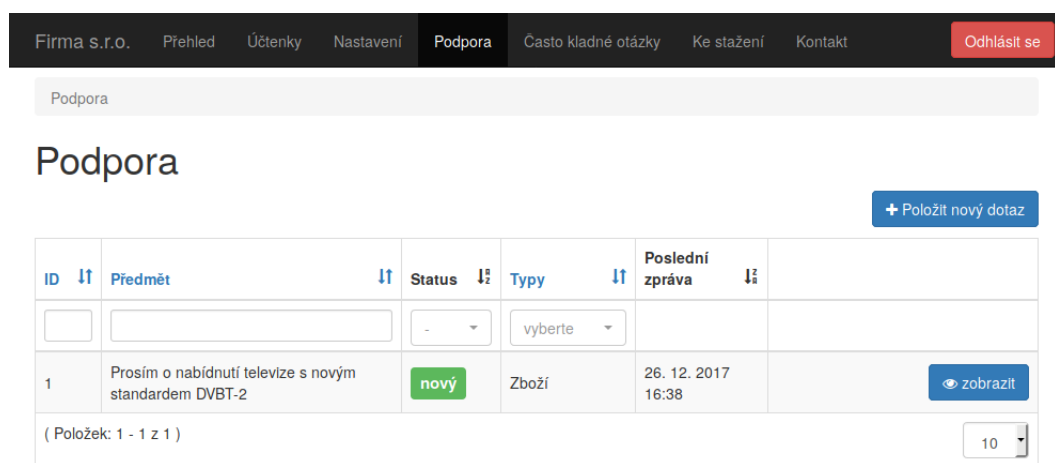 Firma s.r.o. Přehled Účtenky Nastavení Podpora Často kladné otázky Ke stažení Kontakt Odhlásit se
Podpora
Podpora
+ Položit nový dotaz
ID Předmět Status Typy Poslední zpráva
- vyberte
1 Prosím o nabídnutí televize s novým standardem DVBT-2 nový Zboží 26. 12. 2017 16:38 zobrazit
( Položek: 1 - 1 z 1 ) 10